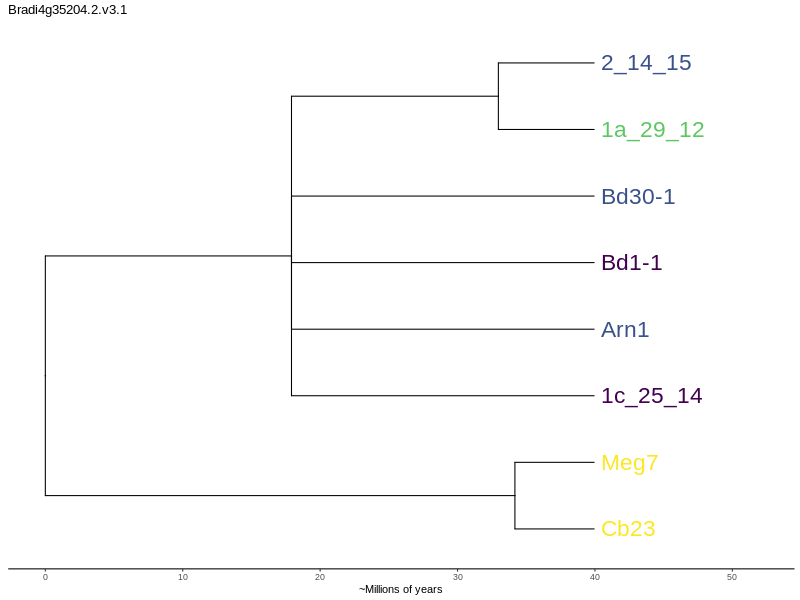 Bradi4g35204.2.v3.1
2_14_15
1a_29_12
Bd30-1
Bd1-1
Arn1
1c_25_14
Meg7
Cb23
0 10 20 30 40 50
~Millions of years